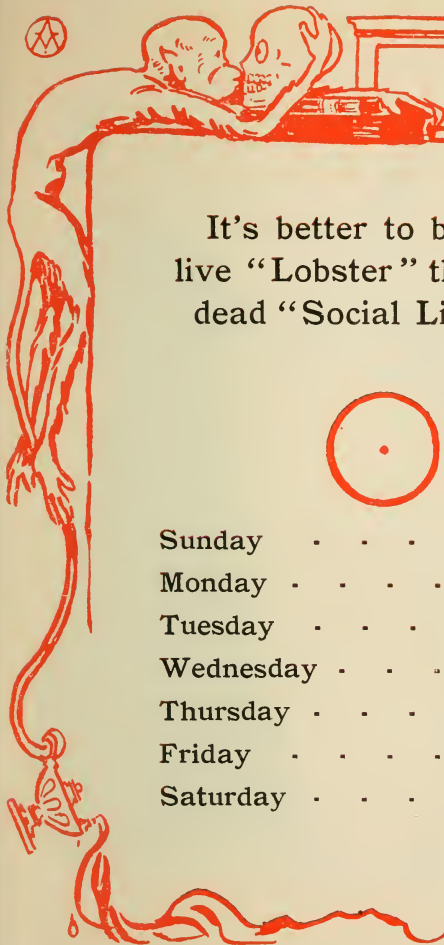 It's better to b
live "Lobster" th
dead "Social Li
Sunday - - -
Monday - - - -
Tuesday - - -
Wednesday - - -
Thursday - - -
Friday - - - -
Saturday - - -